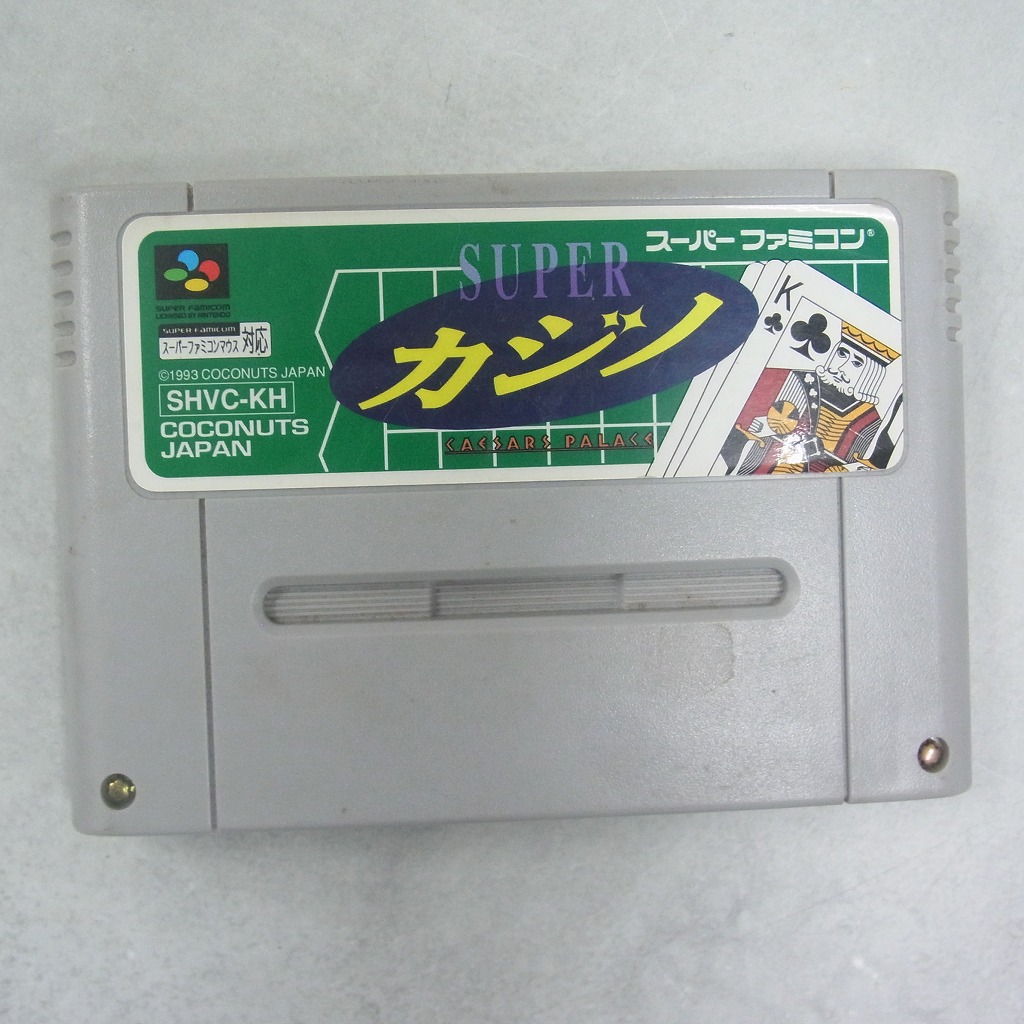 スーパーファミコン®
SUPER FAMICOM
LICENSED BY NINTENDO
SUPER
カジノ
SUPER FAMICOM
スーパーファミコンマウス 対応
©1993 COCONUTS JAPAN
SHVC-KH
COCONUTS
JAPAN
CAESARS PALACE
K